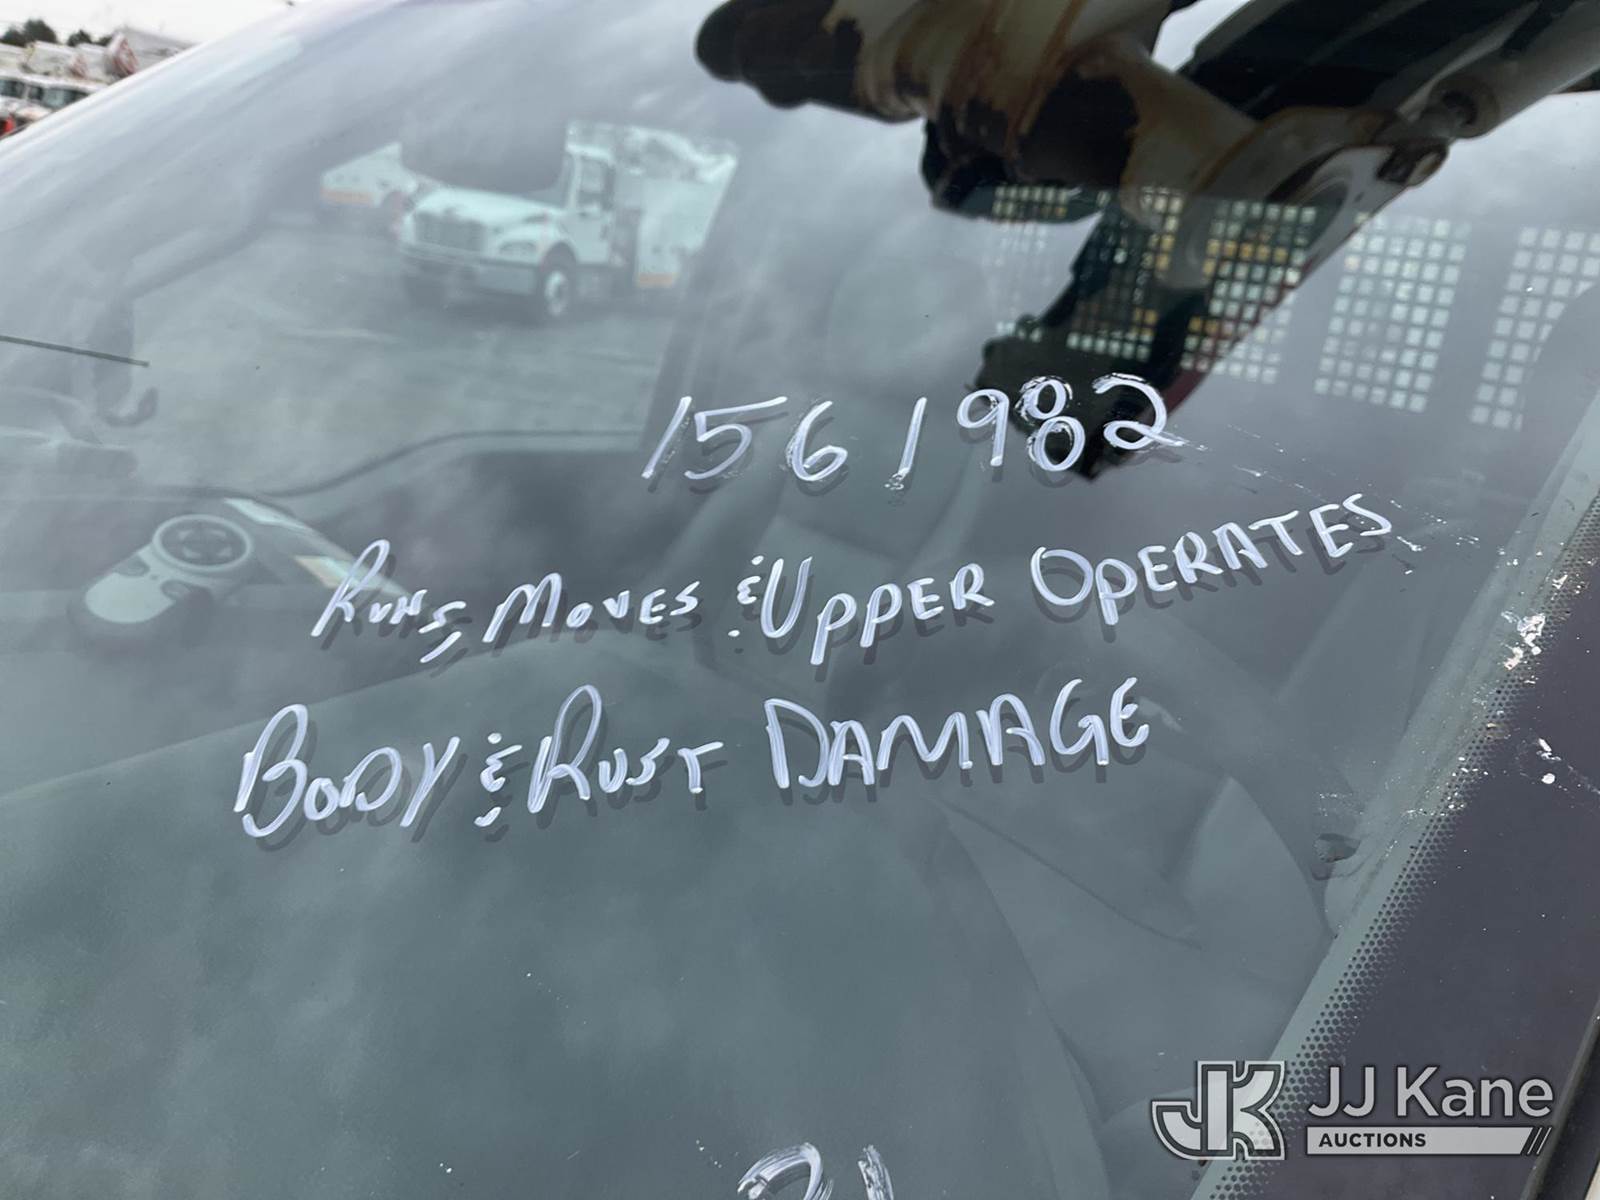 1561982
Runs, Moves & Upper Operates
Body & Rust Damage
JJ Kane
AUCTIONS